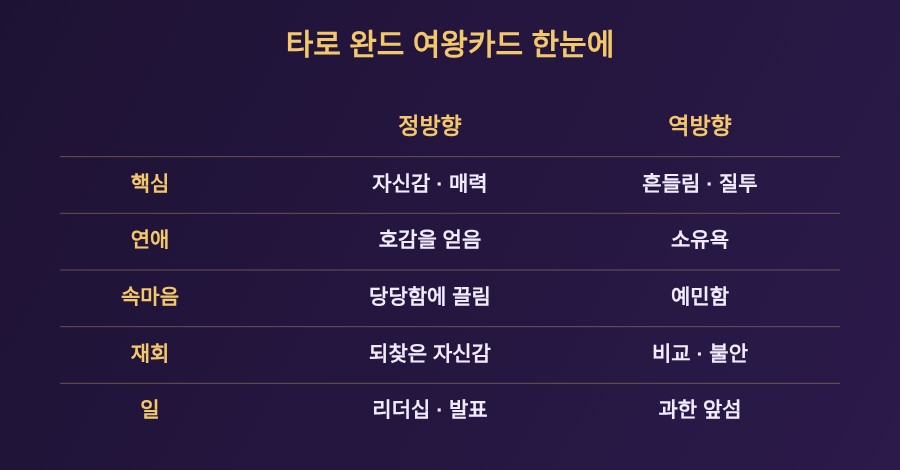 타로 완드 여왕카드 한눈에
정방향 역방향
핵심 자신감 · 매력 흔들림 · 질투
연애 호감을 얻음 소유욕
속마음 당당함에 끌림 예민함
재회 되찾은 자신감 비교 · 불안
일 리더십 · 발표 과한 앞섬